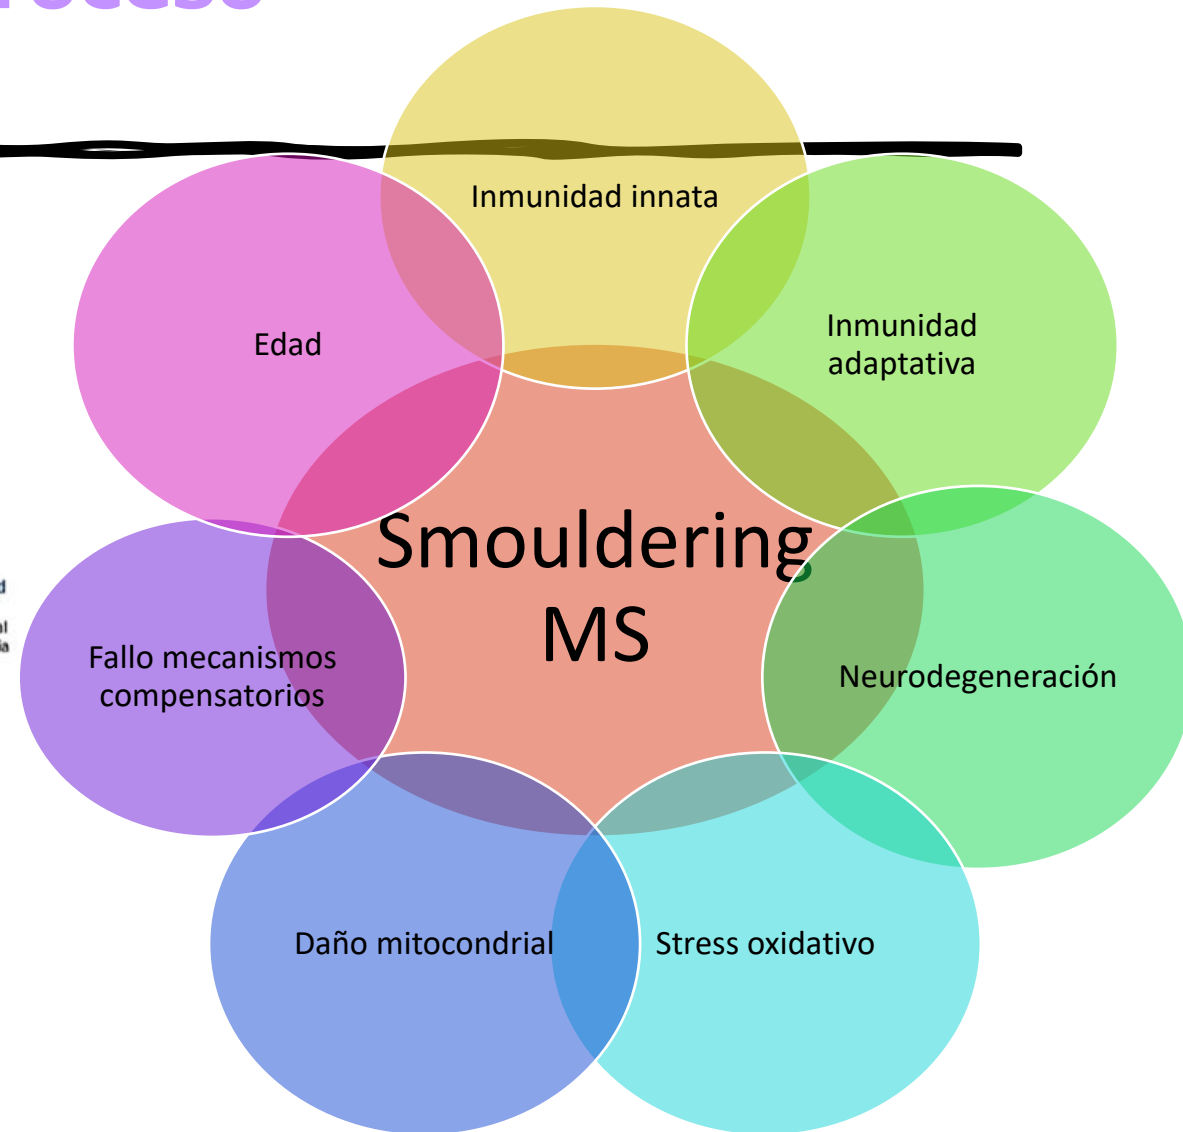 Inmunidad innata
Inmunidad
adaptativa
Edad
Smouldering
MS
Fallo mecanismos
compensatorios
Neurodegeneración
Daño mitocondrial
Stress oxidativo